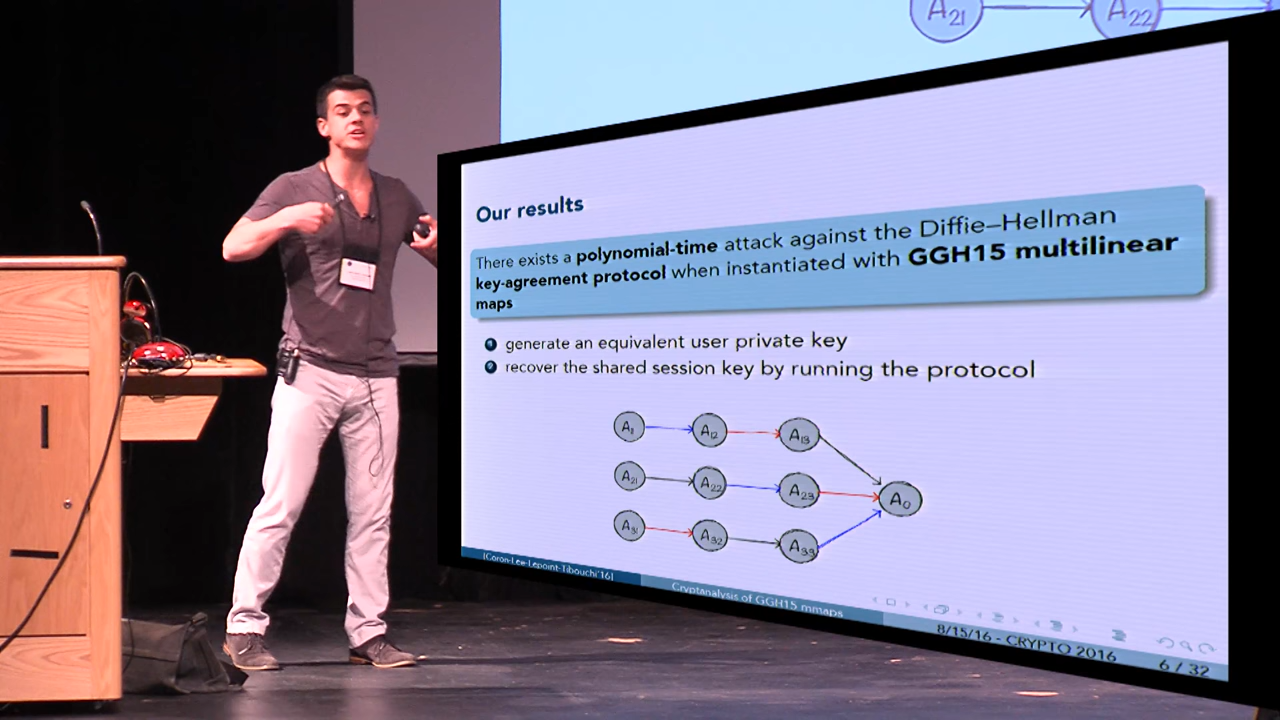 A21 A22
Our results
There exists a polynomial-time attack against the Diffie–Hellman
key-agreement protocol when instantiated with GGH15 multilinear
maps
1 generate an equivalent user private key
2 recover the shared session key by running the protocol
A12 A13
A21 A22 A23 A0
A31 A32 A33
[Coron-Lee-Lepoint-Tibouchi'16]
Cryptanalysis of GGH15 mmaps
8/15/16 - CRYPTO 2016
6 / 32